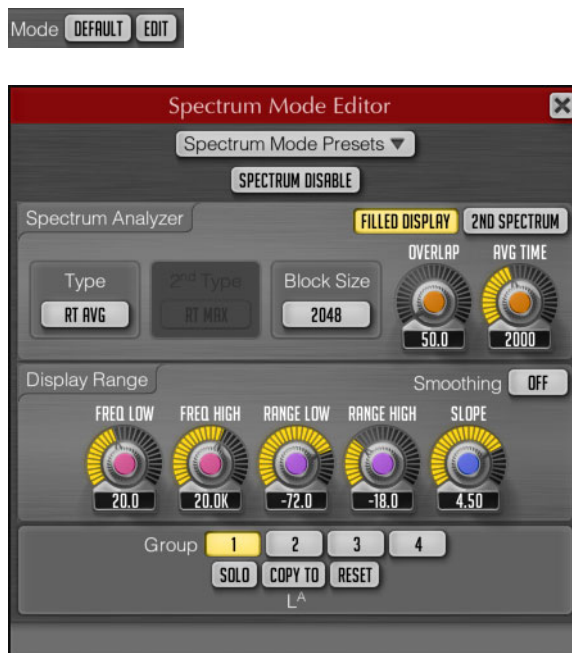 Mode DEFAULT EDIT
Spectrum Mode Editor
Spectrum Mode Presets
SPECTRUM DISABLE
Spectrum Analyzer FILLED DISPLAY 2ND SPECTRUM
OVERLAP AVG TIME
Type 2nd Type Block Size
RT AVG RT MAX 2048
50.0 2000
Display Range Smoothing OFF
FREQ LOW FREQ HIGH RANGE LOW RANGE HIGH SLOPE
20.0 20.0K -72.0 -18.0 4.50
Group 1 2 3 4
SOLO COPY TO RESET
LA